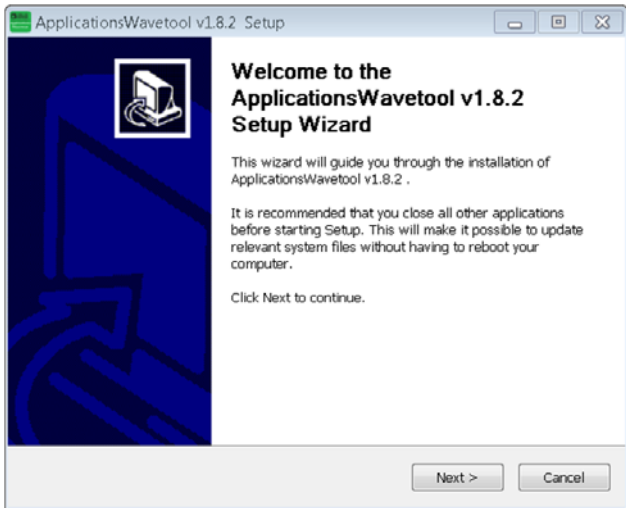 ApplicationsWavetool v1.8.2 Setup
Welcome to the
ApplicationsWavetool v1.8.2
Setup Wizard
This wizard will guide you through the installation of
ApplicationsWavetool v1.8.2 .
It is recommended that you close all other applications
before starting Setup. This will make it possible to update
relevant system files without having to reboot your
computer.
Click Next to continue.
Next >
Cancel